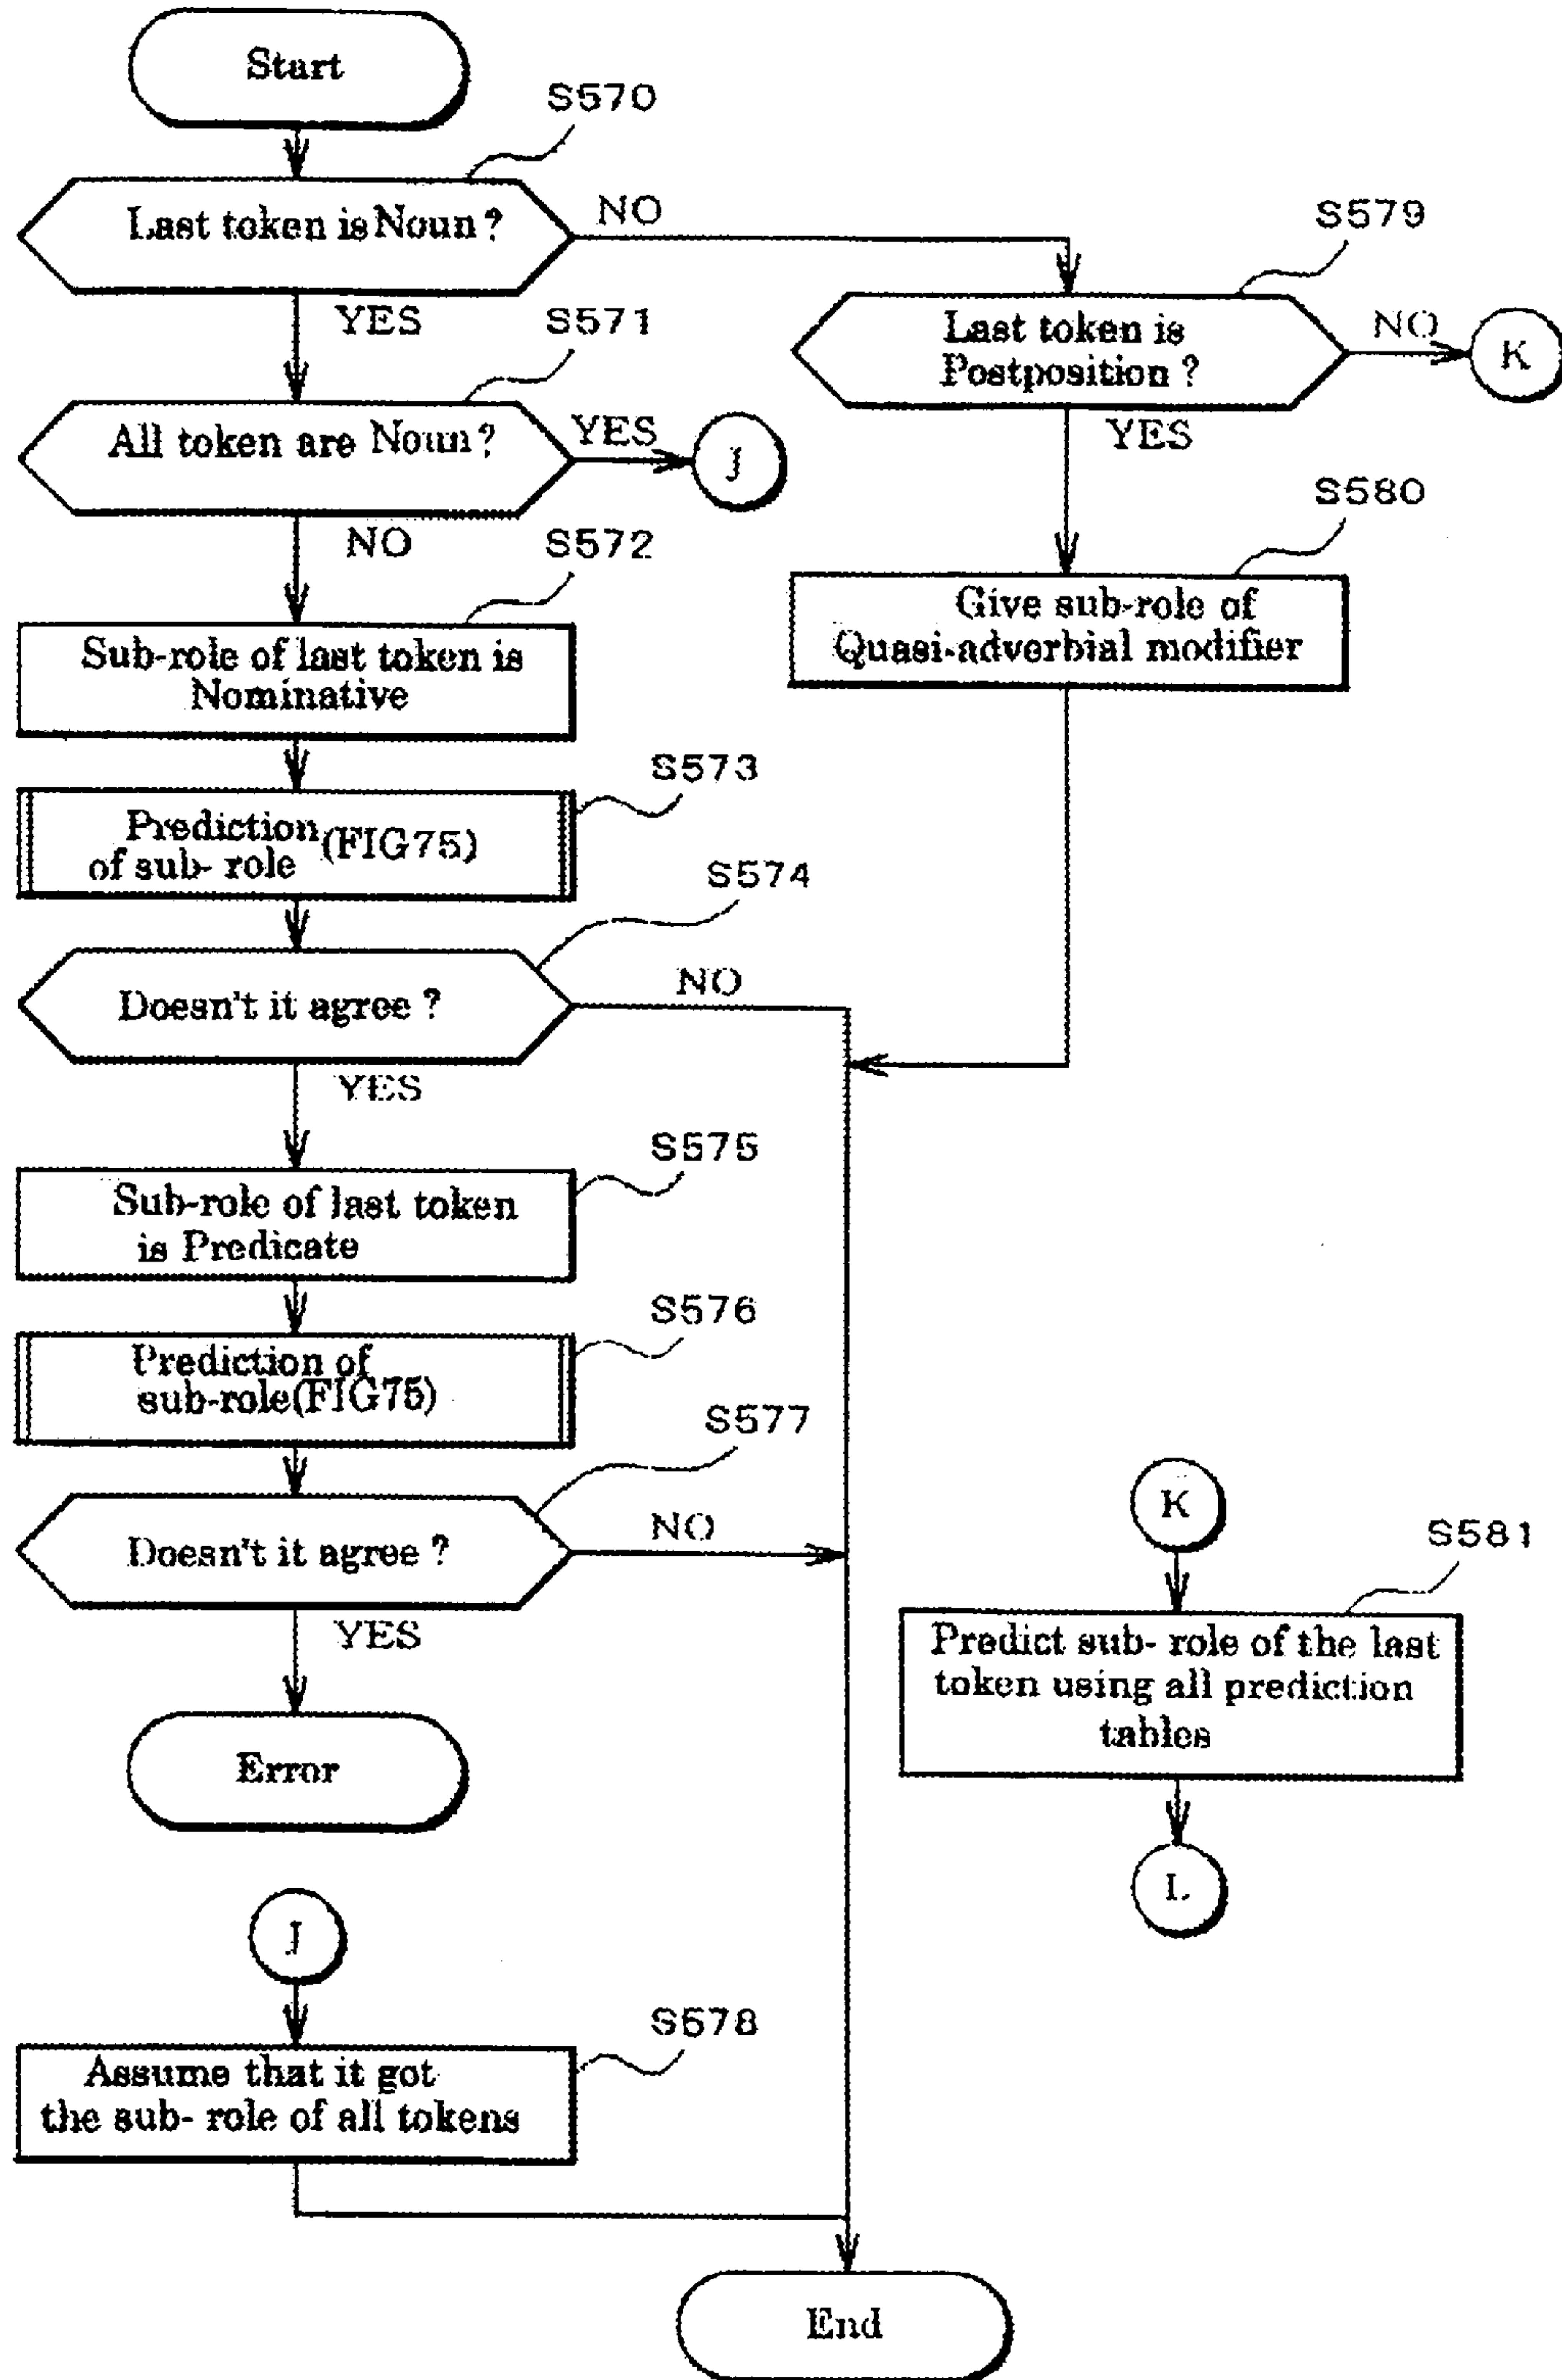 Start
S570
Last token is Noun ?
NO
YES
S579
Last token is
Postposition ?
NO
K
YES
S571
All token are Noun?
YES
J
NO
S580
Give sub-role of
Quasi-adverbial modifier
S572
Sub-role of last token is
Nominative
S573
Prediction
of sub- role (FIG75)
S574
Doesn't it agree ?
NO
YES
S575
Sub-role of last token
is Predicate
S576
Prediction of
sub-role(FIG75)
S577
Doesn't it agree ?
NO
YES
Error
K
S581
Predict sub- role of the last
token using all prediction
tables
L
J
S578
Assume that it got
the sub- role of all tokens
End